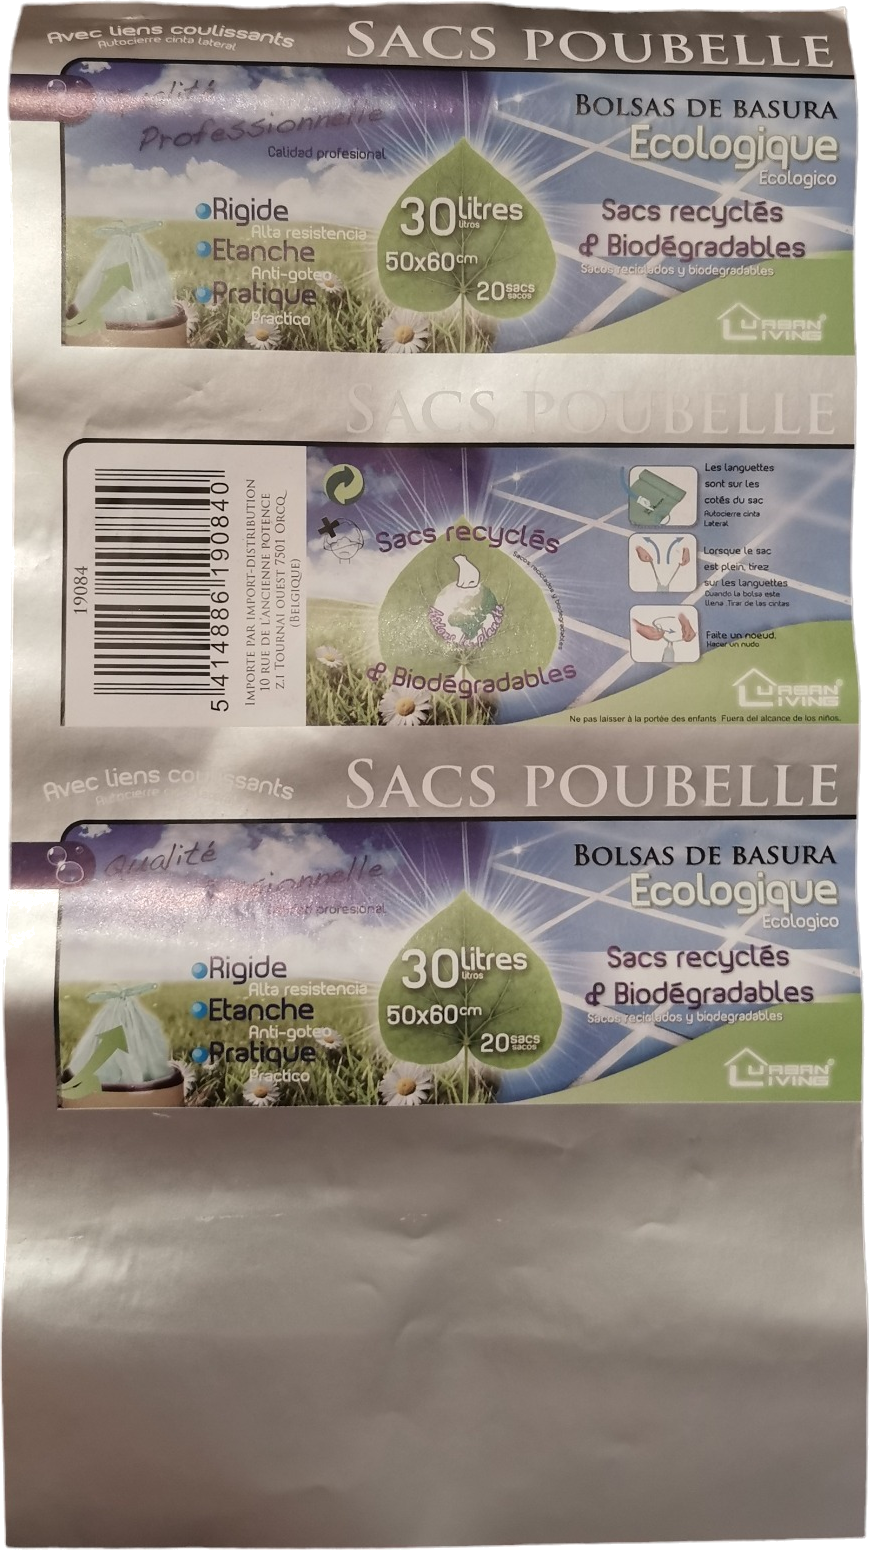 Avec liens coulissants
Autocierre cinta lateral
SACS POUBELLE
Qualité
Professionnelle
Calidad profesional
BOLSAS DE BASURA
Ecologique
Ecologico
Rigide
Alta resistencia
Etanche
Anti-goteo
Pratique
Practico
30 litres
litros
50x60cm
20 sacs
sacos
Sacs recyclés
& Biodégradables
Sacos reciclados y biodegradables
URBAN
LIVING
SACS POUBELLE
19084
5 414886 190840
IMPORTE PAR IMPORT-DISTRIBUTION
10 RUE DE L'ANCIENNE POTENCE
Z.I TOURNAI OUEST 7501 ORCQ
(BELGIQUE)
Sacs recyclés
Sacos reciclados y biodegradables
& Biodégradables
Les languettes
sont sur les
cotés du sac
Autocierre cinta
Lateral
Lorsque le sac
est plein, tirez
sur les languettes
Cuando la bolsa este
llena .Tirar de las cintas
Faite un noeud.
Hacer un nudo
URBAN
LIVING
Ne pas laisser à la portée des enfants. Fuera del alcance de los niños.
Avec liens coulissants
Autocierre
SACS POUBELLE
Qualité
BOLSAS DE BASURA
Ecologique
Ecologico
Rigide
Alta resistencia
Etanche
Anti-goteo
Pratique
Practico
30 litres
litros
50x60cm
20 sacs
sacos
Sacs recyclés
& Biodégradables
Sacos reciclados y biodegradables
URBAN
LIVING